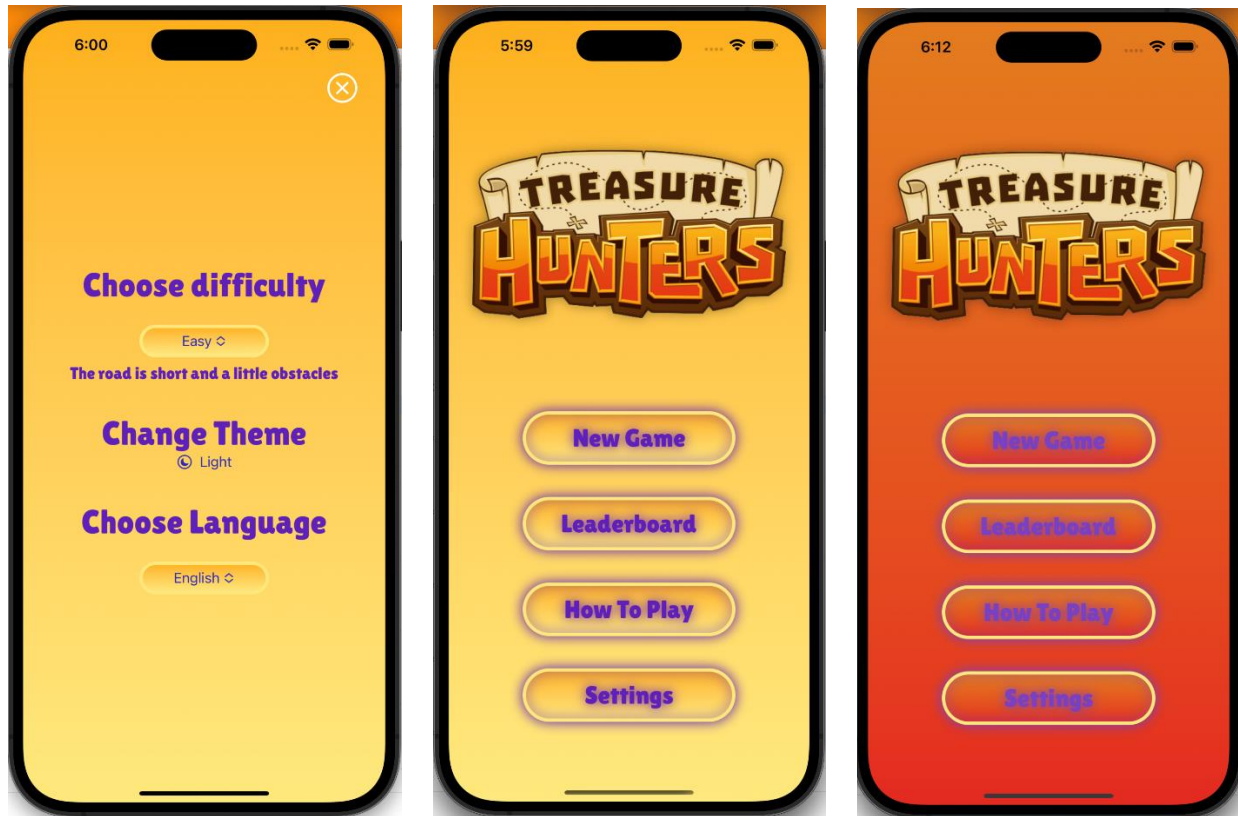 6:00
Choose difficulty
Easy
The road is short and a little obstacles
Change Theme
Light
Choose Language
English
5:59
TREASURE
HUNTERS
New Game
Leaderboard
How To Play
Settings
6:12
TREASURE
HUNTERS
New Game
Leaderboard
How To Play
Settings